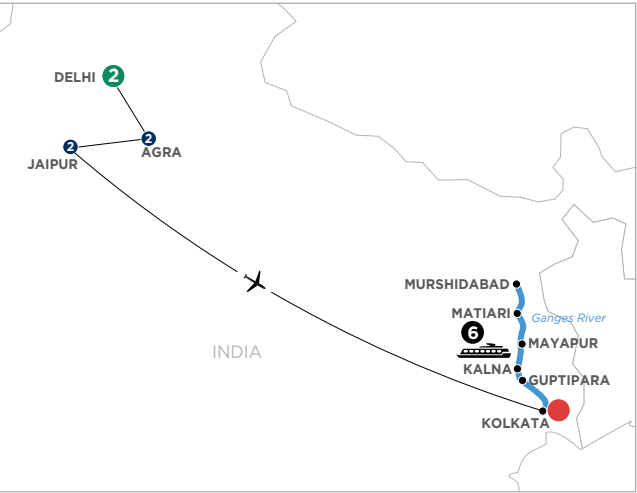 DELHI 2
2
AGRA
2
JAIPUR
MURSHIDABAD
MATIARI
Ganges River
6
MAYAPUR
INDIA
KALNA
GUPTIPARA
KOLKATA